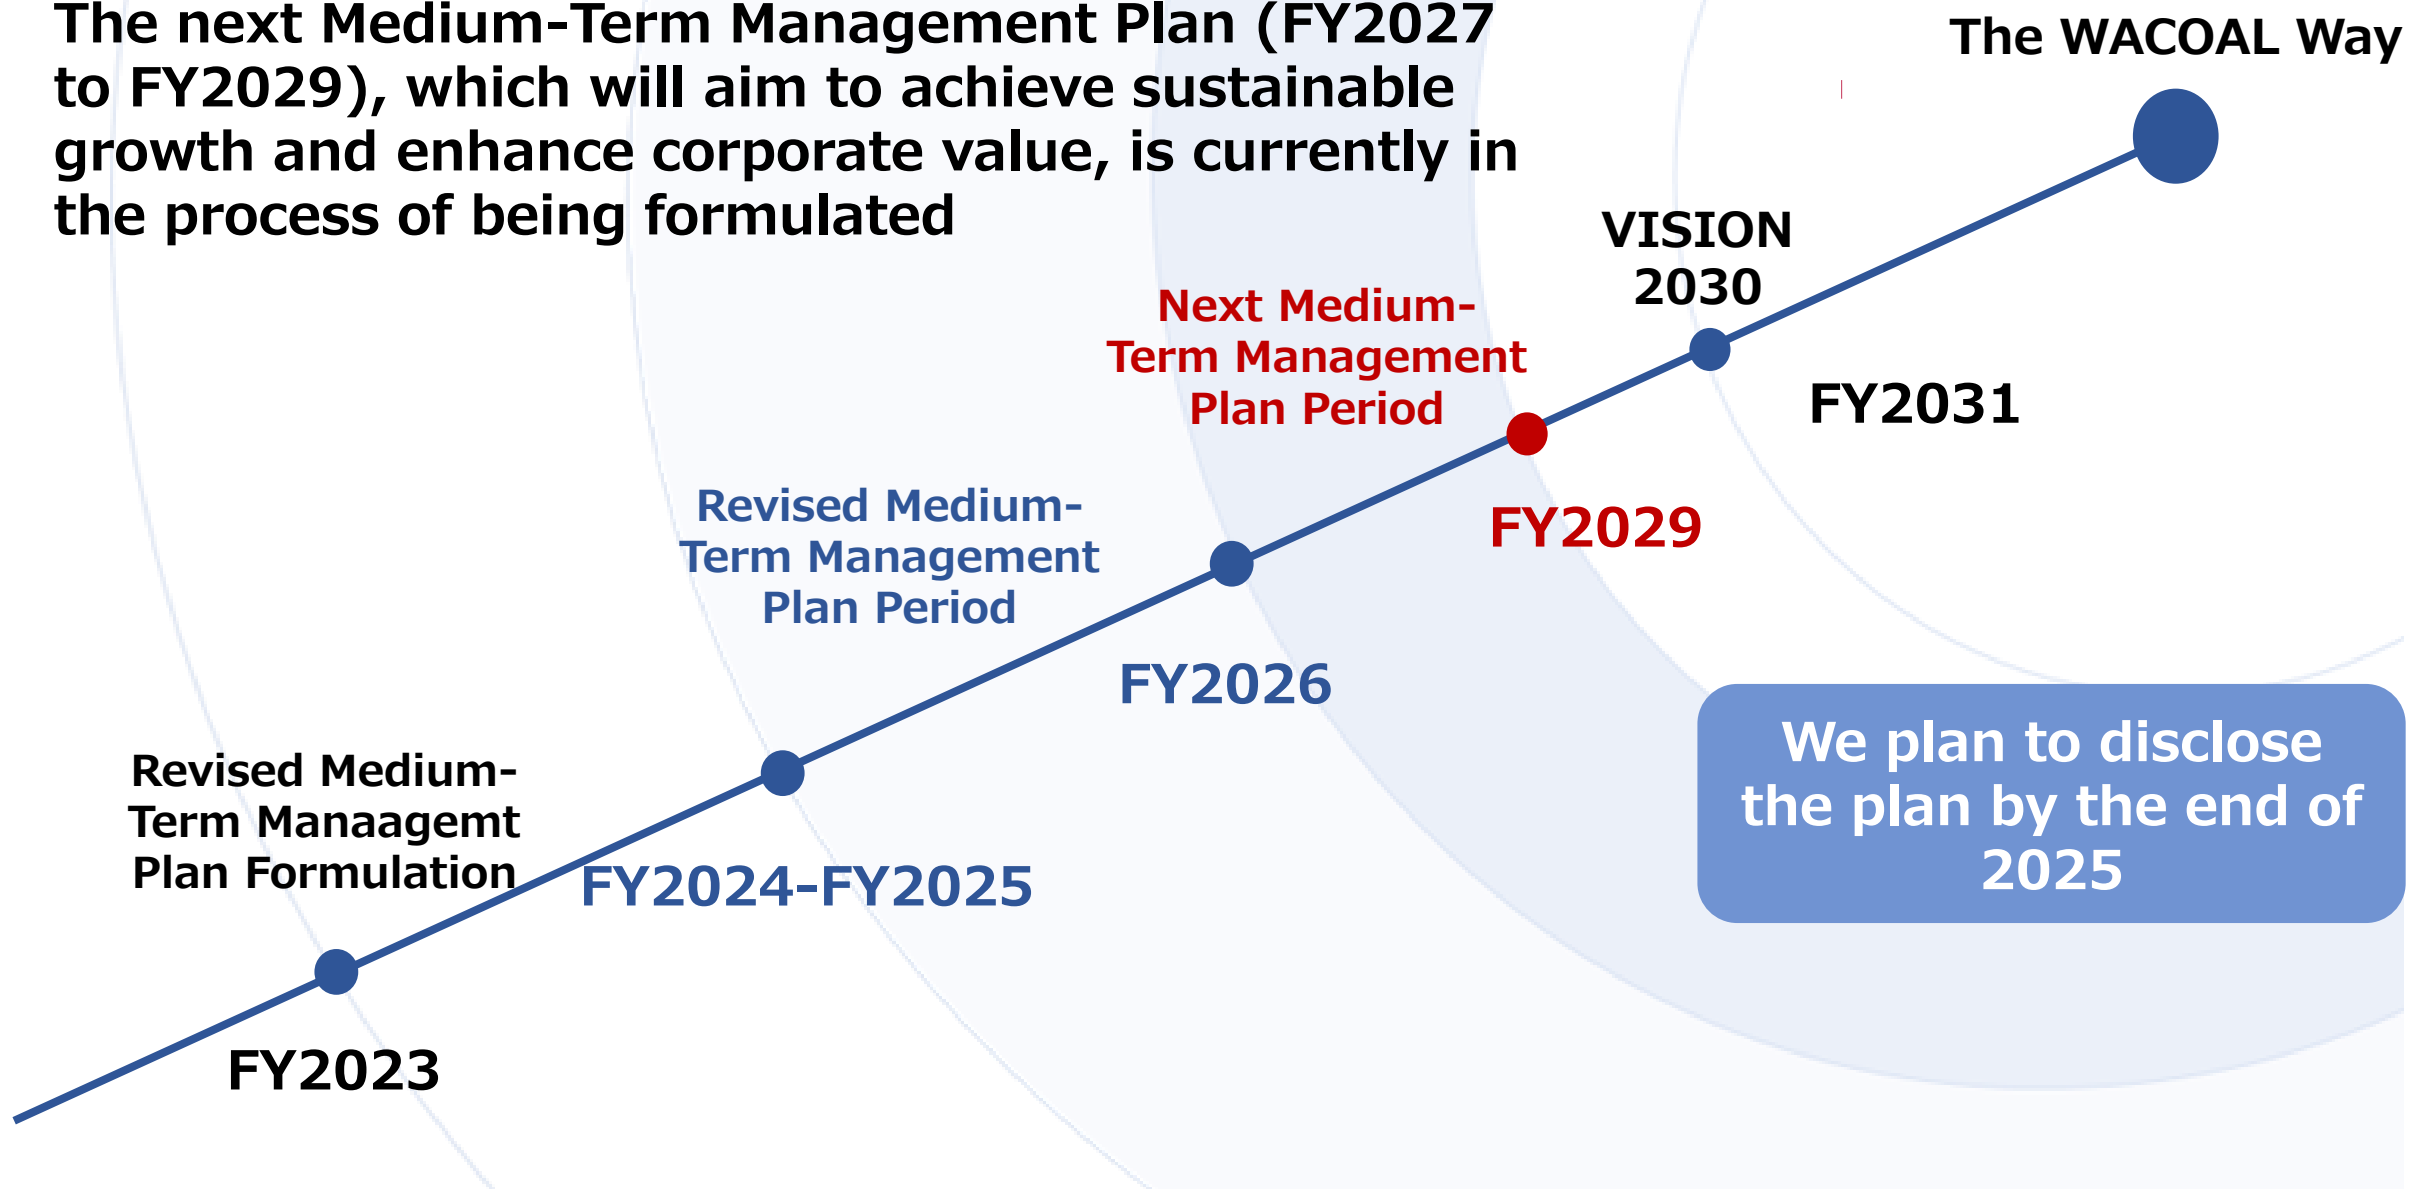 The next Medium-Term Management Plan (FY2027
to FY2029), which will aim to achieve sustainable
growth and enhance corporate value, is currently in
the process of being formulated
The WACOAL Way
VISION
2030
FY2031
Next Medium-
Term Management
Plan Period
FY2029
Revised Medium-
Term Management
Plan Period
FY2026
We plan to disclose
the plan by the end of
2025
Revised Medium-
Term Manaagemt
Plan Formulation
FY2024-FY2025
FY2023